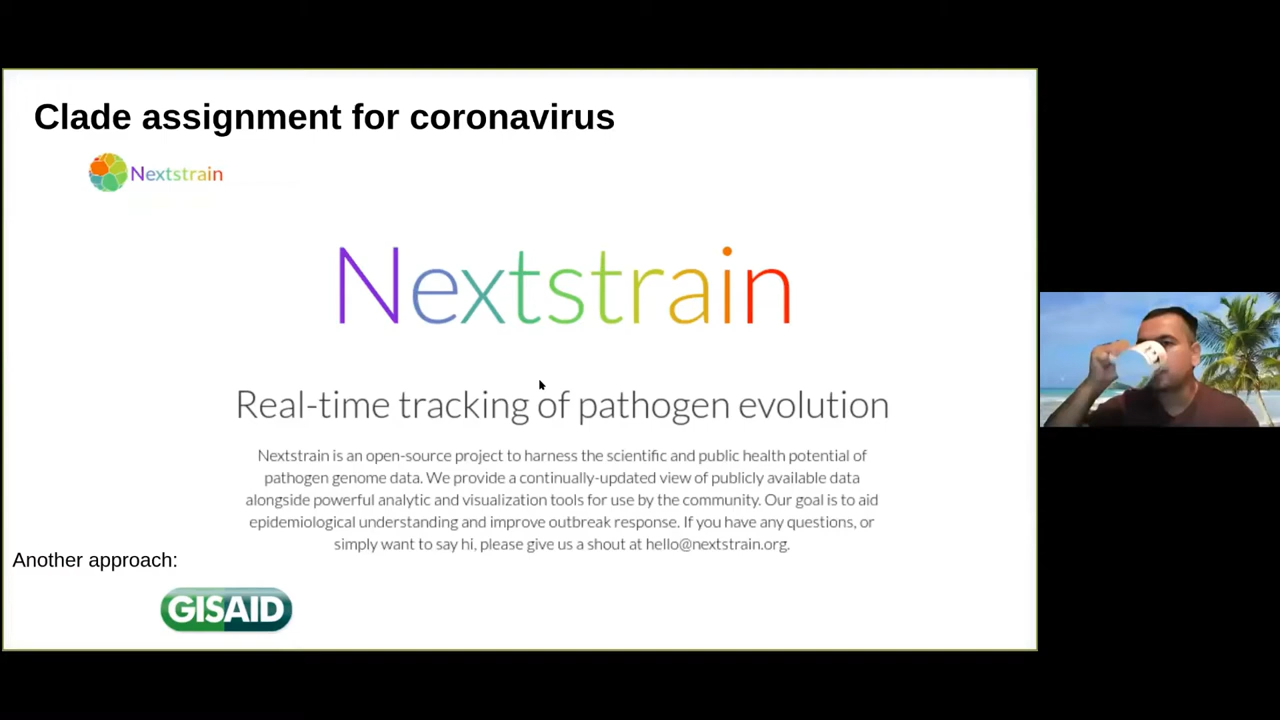 Clade assignment for coronavirus
Nextstrain
Nextstrain
Real-time tracking of pathogen evolution
Nextstrain is an open-source project to harness the scientific and public health potential of
pathogen genome data. We provide a continually-updated view of publicly available data
alongside powerful analytic and visualization tools for use by the community. Our goal is to aid
epidemiological understanding and improve outbreak response. If you have any questions, or
simply want to say hi, please give us a shout at hello@nextstrain.org.
Another approach:
GISAID